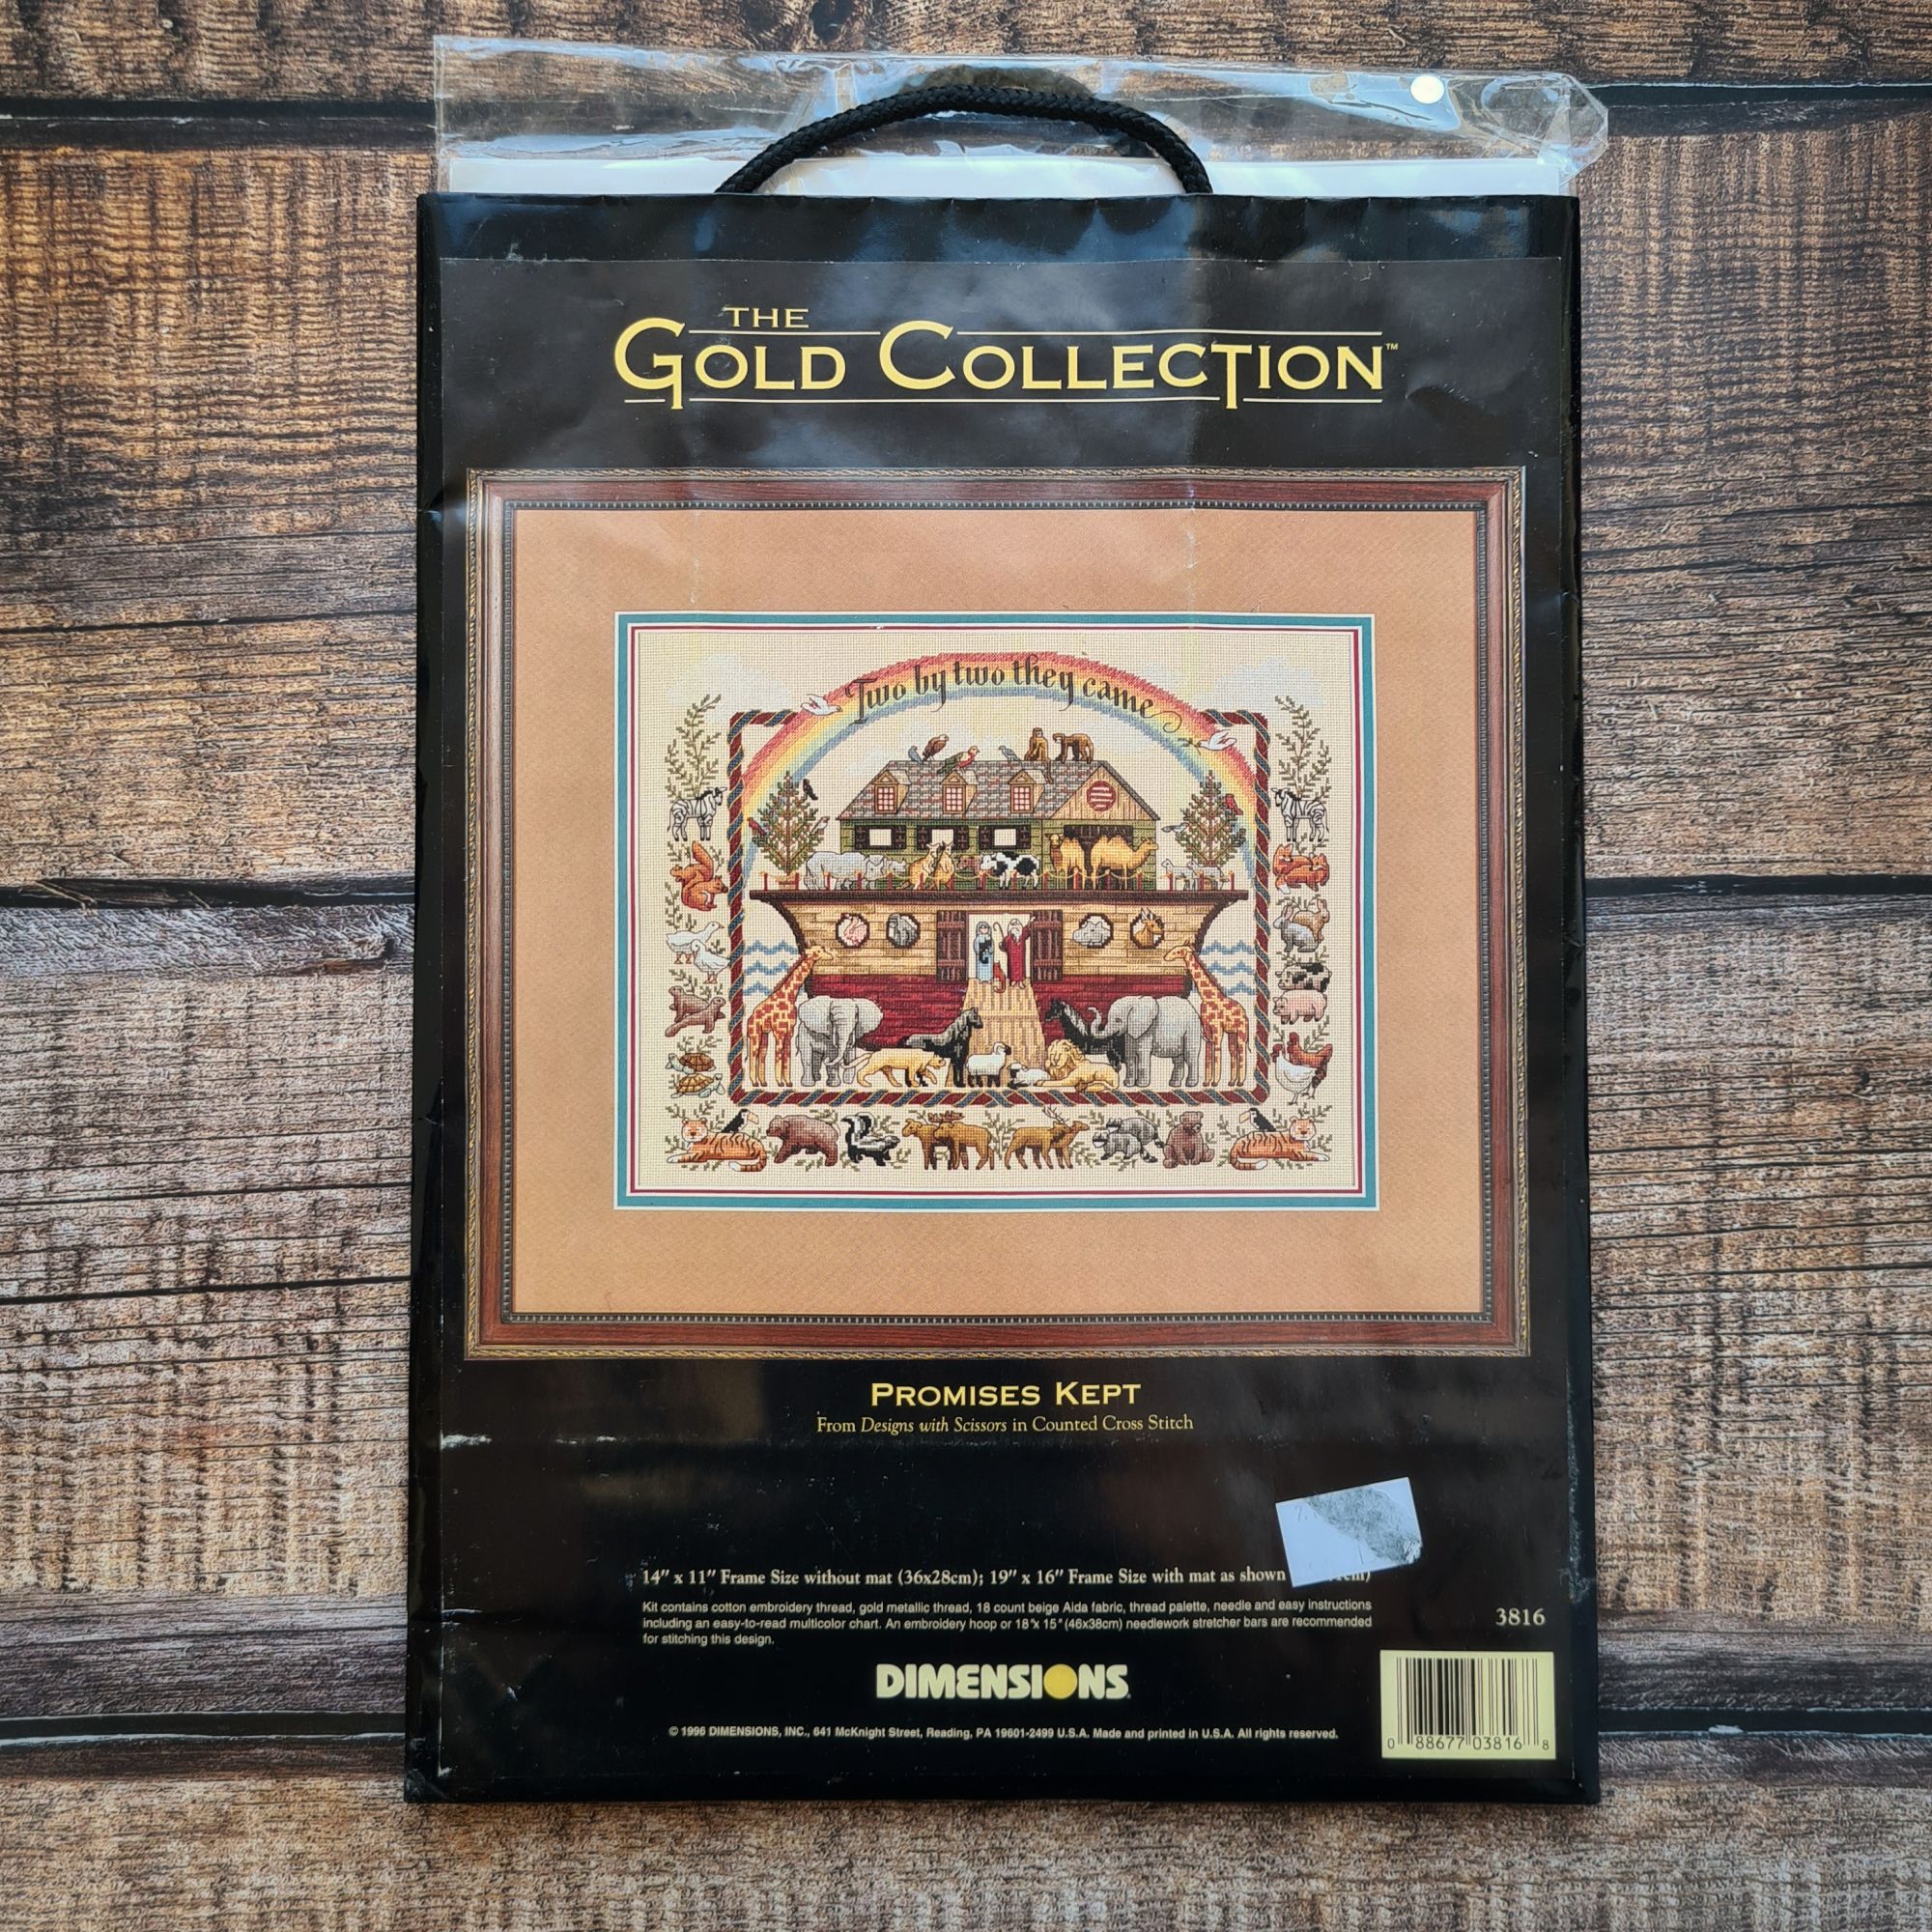 THE
GOLD COLLECTION™
Two by two they came
PROMISES KEPT
From Designs with Scissors in Counted Cross Stitch
14" x 11" Frame Size without mat (36x28cm); 19" x 16" Frame Size with mat as shown
Kit contains cotton embroidery thread, gold metallic thread, 18 count beige Aida fabric, thread palette, needle and easy instructions
including an easy-to-read multicolor chart. An embroidery hoop or 18"x 15" (46x38cm) needlework stretcher bars are recommended
for stitching this design.
3816
DIMENSIONS
© 1996 DIMENSIONS, INC., 641 McKnight Street, Reading, PA 19601-2499 U.S.A. Made and printed in U.S.A. All rights reserved.
0 88677 03816 8